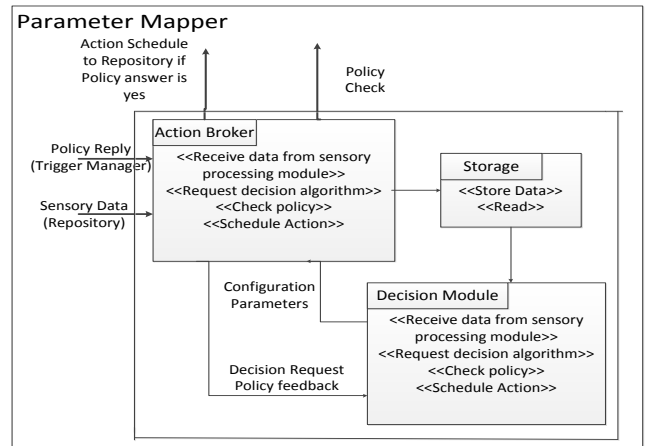 Parameter Mapper
Action Schedule
to Repository if
Policy answer is
yes
Policy
Check
Policy Reply
(Trigger Manager)
Sensory Data
(Repository)
Action Broker
<<Receive data from sensory
processing module>>
<<Request decision algorithm>>
<<Check policy>>
<<Schedule Action>>
Storage
<<Store Data>>
<<Read>>
Configuration
Parameters
Decision Module
<<Receive data from sensory
processing module>>
<<Request decision algorithm>>
<<Check policy>>
<<Schedule Action>>
Decision Request
Policy feedback